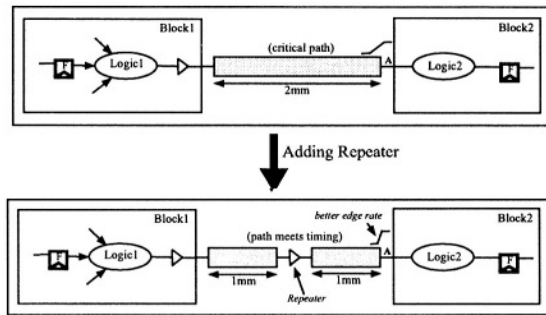 Block1
Block2
(critical path)
F
Logic1
A
Logic2
F
2mm
Adding Repeater
Block1
better edge rate
Block2
(path meets timing)
F
Logic1
A
Logic2
F
1mm
1mm
Repeater